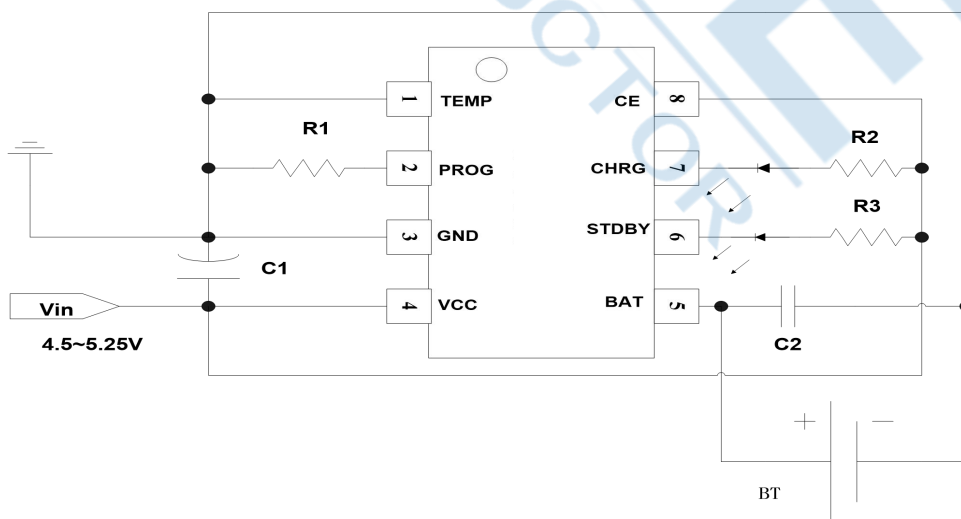 UCTOR
1 TEMP CE 8
R1 R2
2 PROG CHRG 7
R3
3 GND STDBY 6
C1
Vin 4 VCC BAT 5
4.5~5.25V C2
+ −
BT